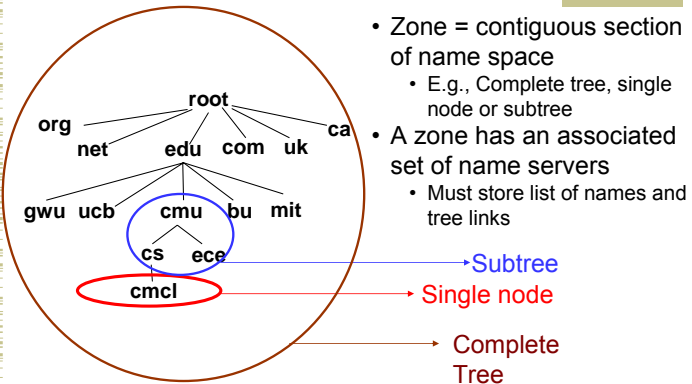 • Zone = contiguous section
of name space
• E.g., Complete tree, single
node or subtree
• A zone has an associated
set of name servers
• Must store list of names and
tree links
root
org
net
edu
com
uk
ca
gwu
ucb
cmu
bu
mit
cs
ece
cmcl
Subtree
Single node
Complete
Tree